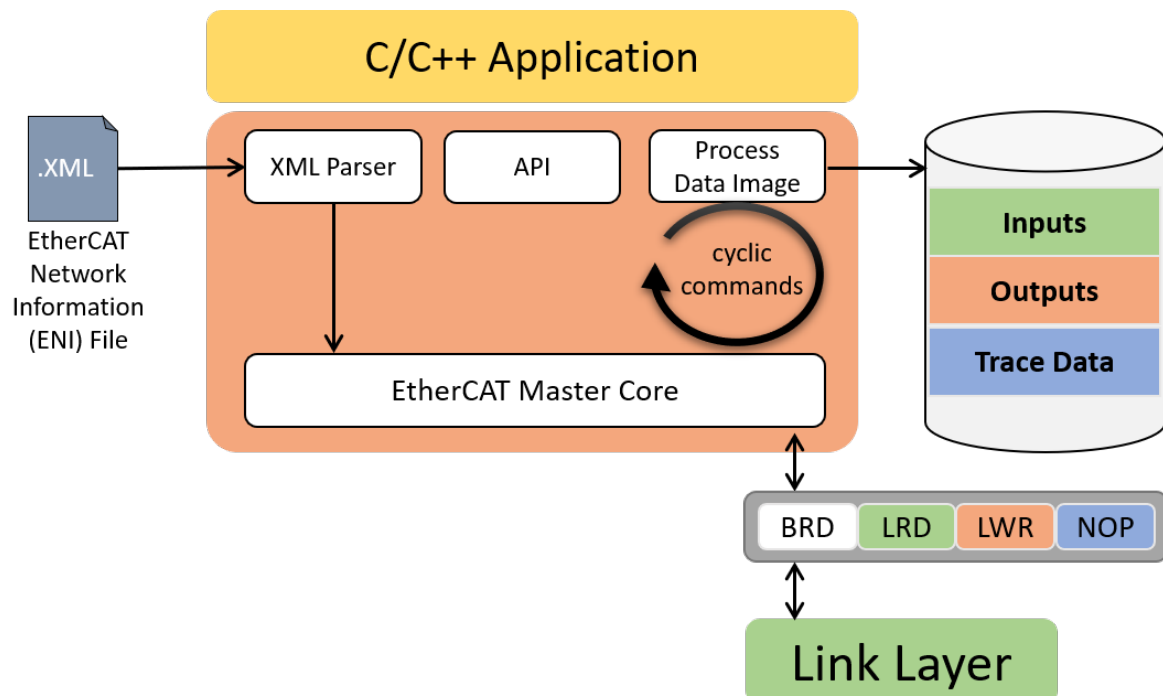 C/C++ Application
.XML
EtherCAT
Network
Information
(ENI) File
XML Parser
API
Process
Data Image
cyclic
commands
EtherCAT Master Core
Inputs
Outputs
Trace Data
BRD
LRD
LWR
NOP
Link Layer